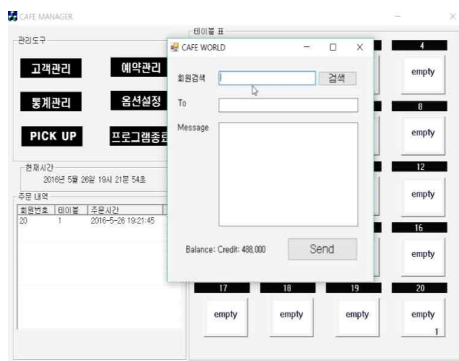 CAFE MANAGER
관리도구
고객관리
예약관리
통계관리
옵션설정
PICK UP
프로그램종료
현재시간
2016년 5월 26일 19시 21분 54초
주문 내역
회원번호 테이블 주문시간
20 1 2016-5-26 19:21:45
테이블 표
4
empty
8
empty
12
empty
16
empty
17 18 19 20
empty empty empty empty
1
CAFE WORLD
회원검색 검색
To
Message
Balance: Credit: 488,000 Send